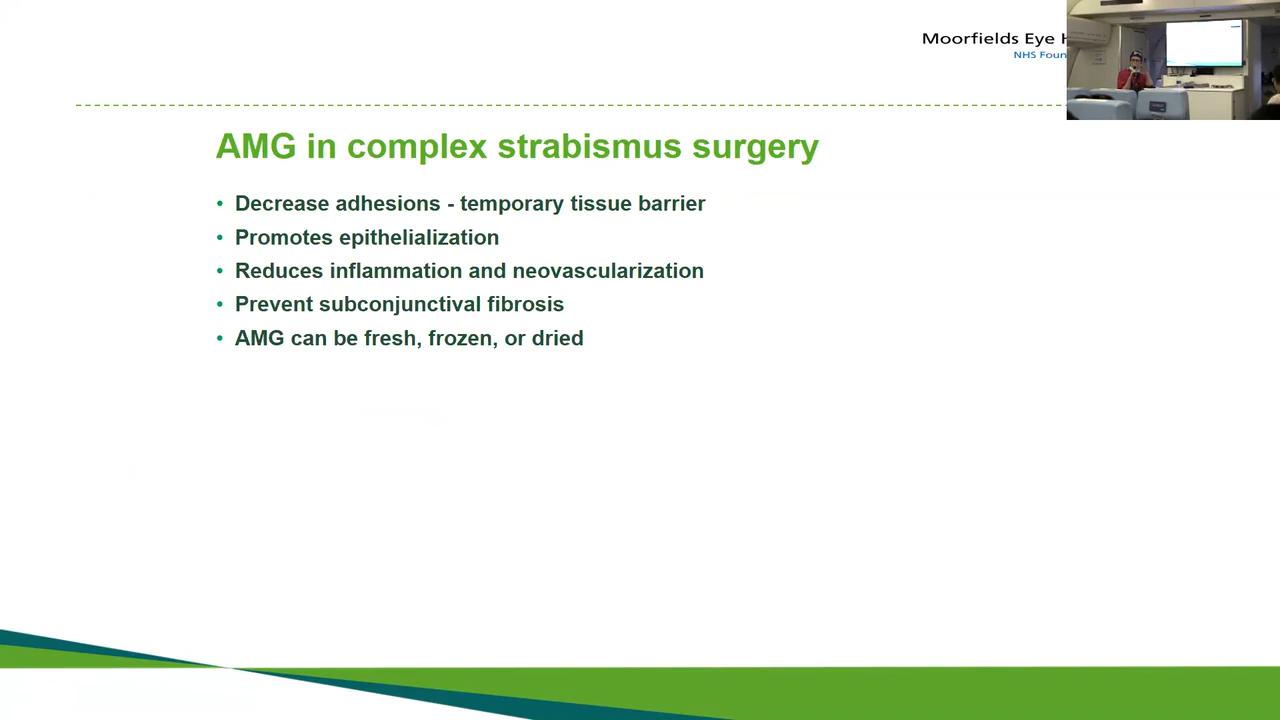 Moorfields Eye
NHS
AMG in complex strabismus surgery
• Decrease adhesions - temporary tissue barrier
• Promotes epithelialization
• Reduces inflammation and neovascularization
• Prevent subconjunctival fibrosis
• AMG can be fresh, frozen, or dried